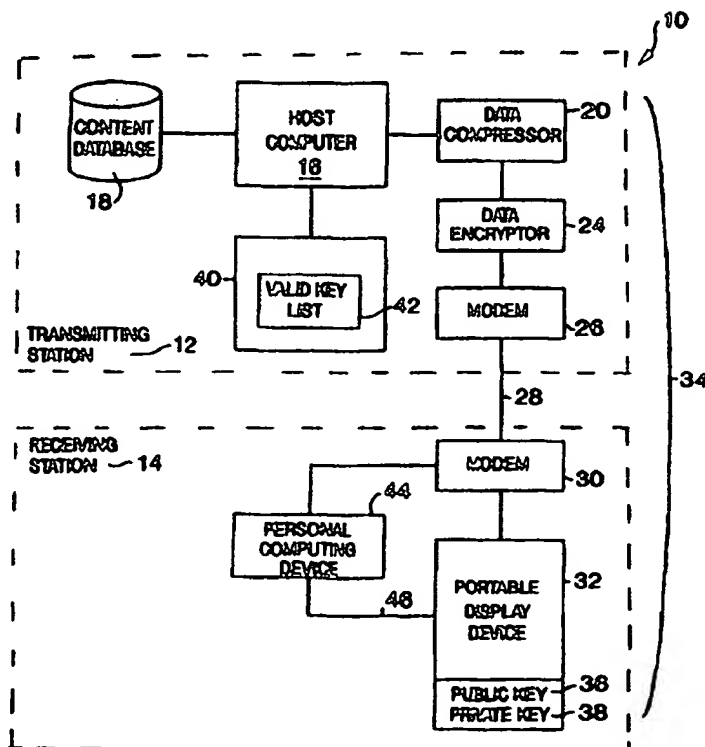 10
CONTENT
DATABASE
18
HOST
COMPUTER
16
DATA
COMPRESSOR
20
DATA
ENCRYPTOR
24
40
VALID KEY
LIST
42
MODEM
26
TRANSMITTING
STATION
12
34
28
RECEIVING
STATION
14
MODEM
30
44
PERSONAL
COMPUTING
DEVICE
46
PORTABLE
DISPLAY
DEVICE
32
PUBLIC KEY
36
PRIVATE KEY
38